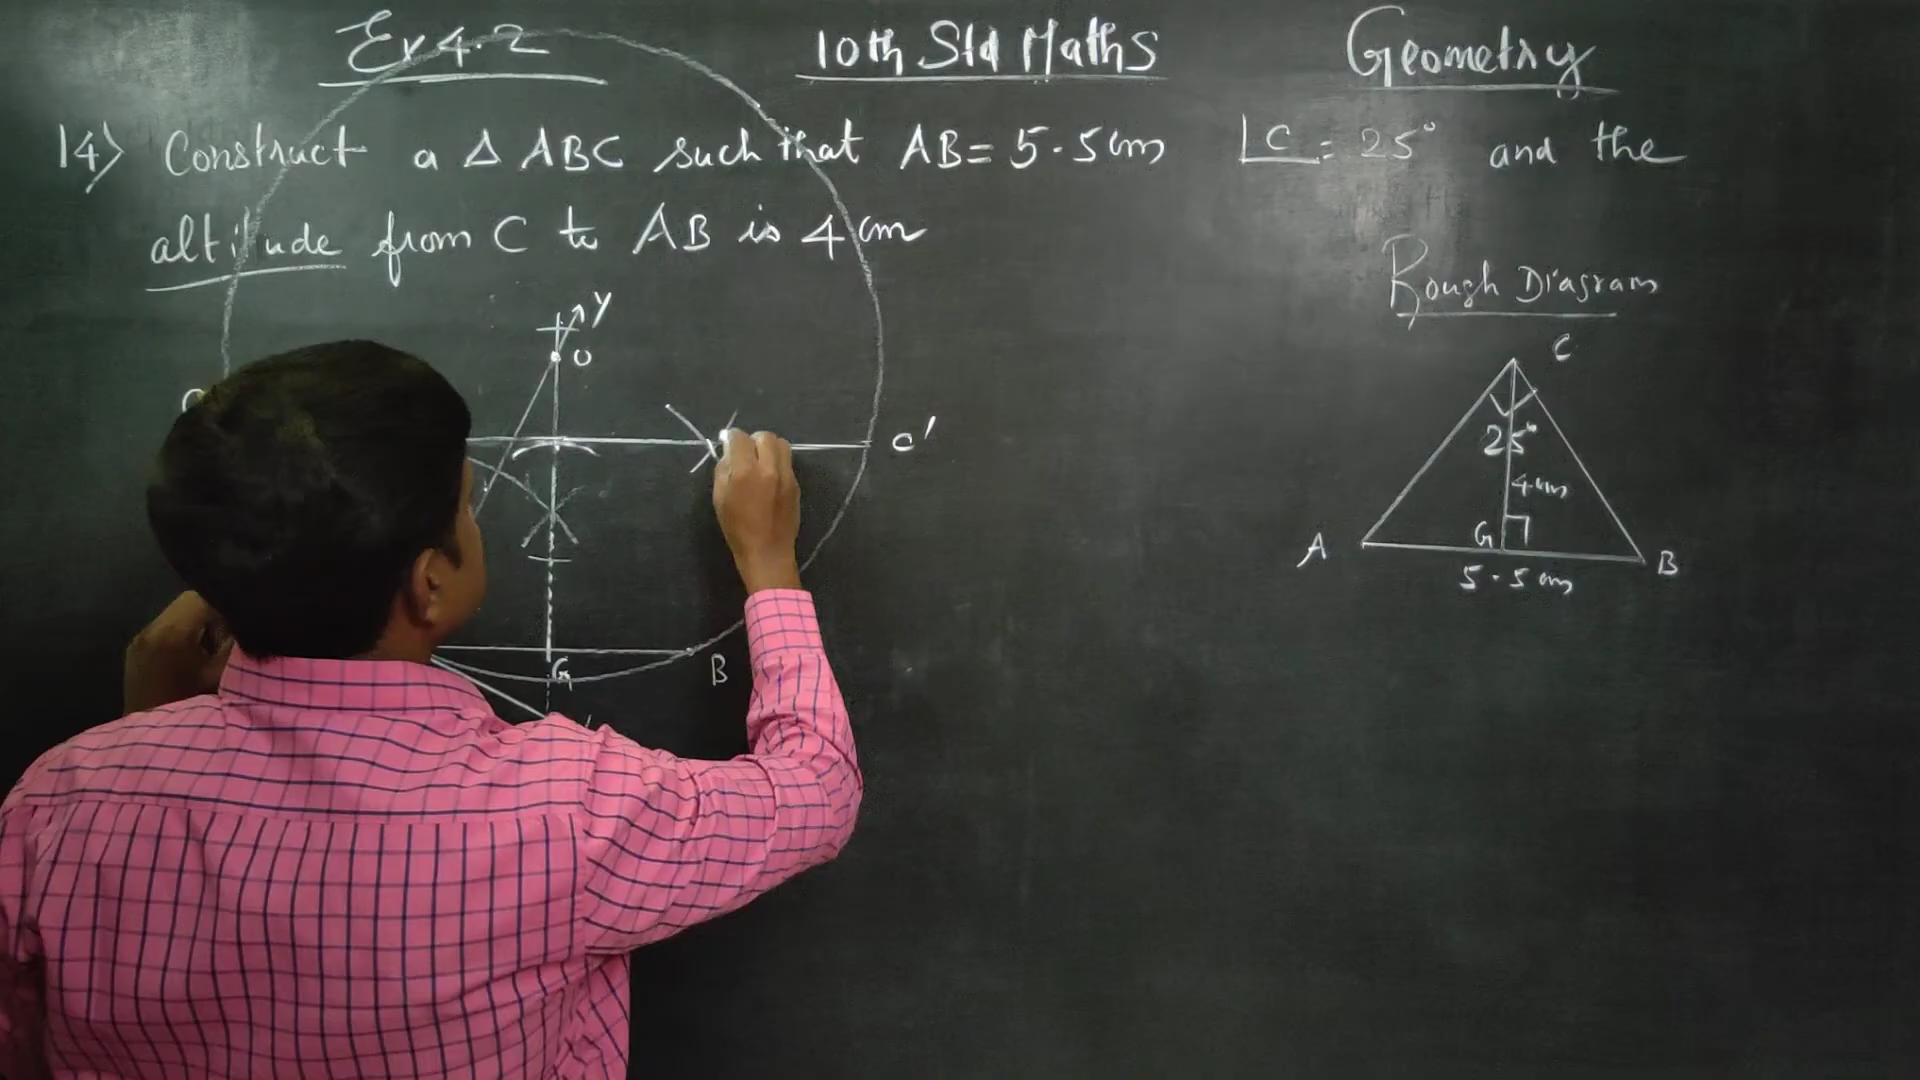 Ex 4.2 10th Std Maths Geometry
14) Construct a Δ ABC such that AB = 5.5 cm ∠C = 25° and the
altitude from C to AB is 4 cm
Rough Diagram
Y
O
C'
G
B
C
25°
4 cm
G
A
B
5.5 cm